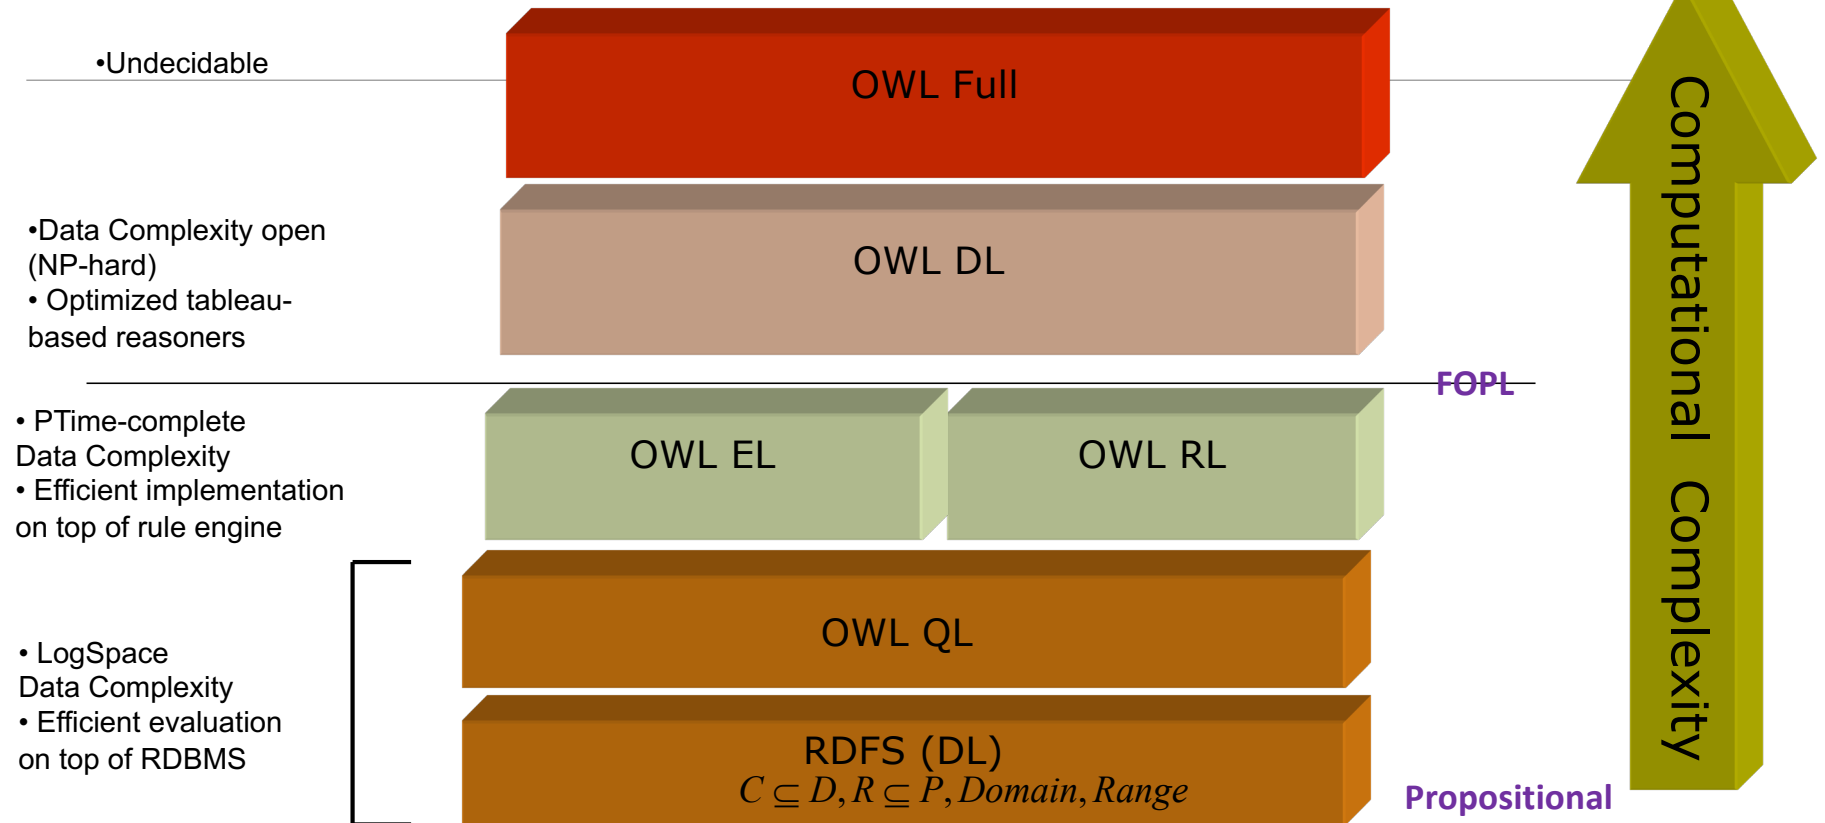 •Undecidable
OWL Full
•Data Complexity open
(NP-hard)
• Optimized tableau-
based reasoners
OWL DL
FOPL
• PTime-complete
Data Complexity
• Efficient implementation
on top of rule engine
OWL EL
OWL RL
OWL QL
• LogSpace
Data Complexity
• Efficient evaluation
on top of RDBMS
RDFS (DL)
C ⊆ D, R ⊆ P, Domain, Range
Propositional
Computational Complexity